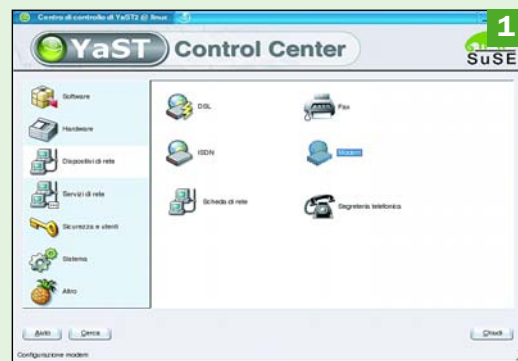 Centro di controllo di YaST2 @ linux
1
YaST Control Center
SuSE
Software
Hardware
Dispositivi di rete
Servizi di rete
Sicurezza e utenti
Sistema
Altro
DSL
Fax
ISDN
Modem
Scheda di rete
Segreteria telefonica
Aiuto
Cerca
Chiudi
Configurazione modem